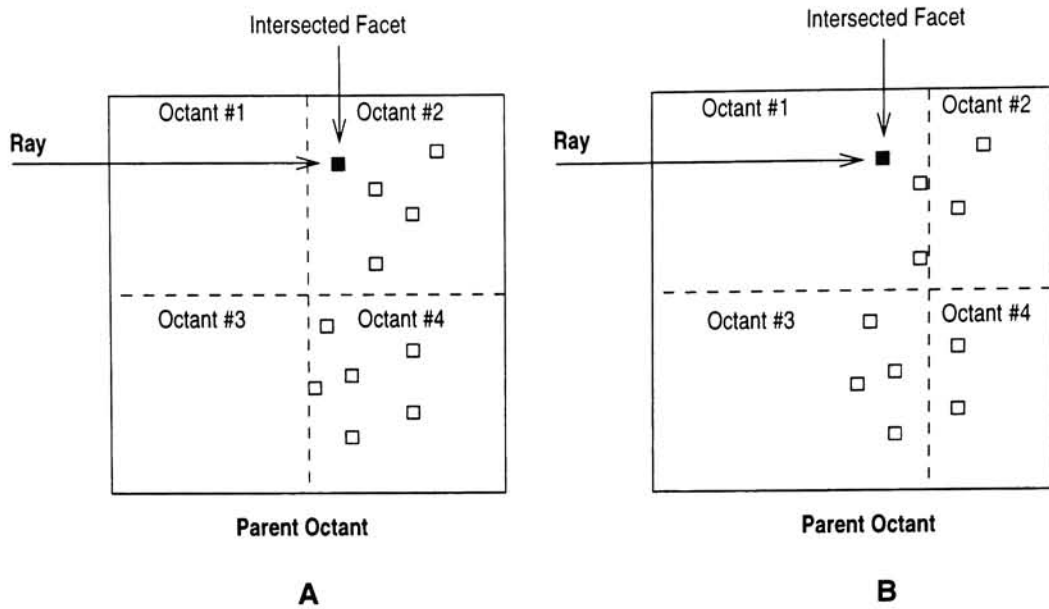 Intersected Facet
Octant #1
Octant #2
Ray
Octant #3
Octant #4
Parent Octant
A
Intersected Facet
Octant #1
Octant #2
Ray
Octant #3
Octant #4
Parent Octant
B